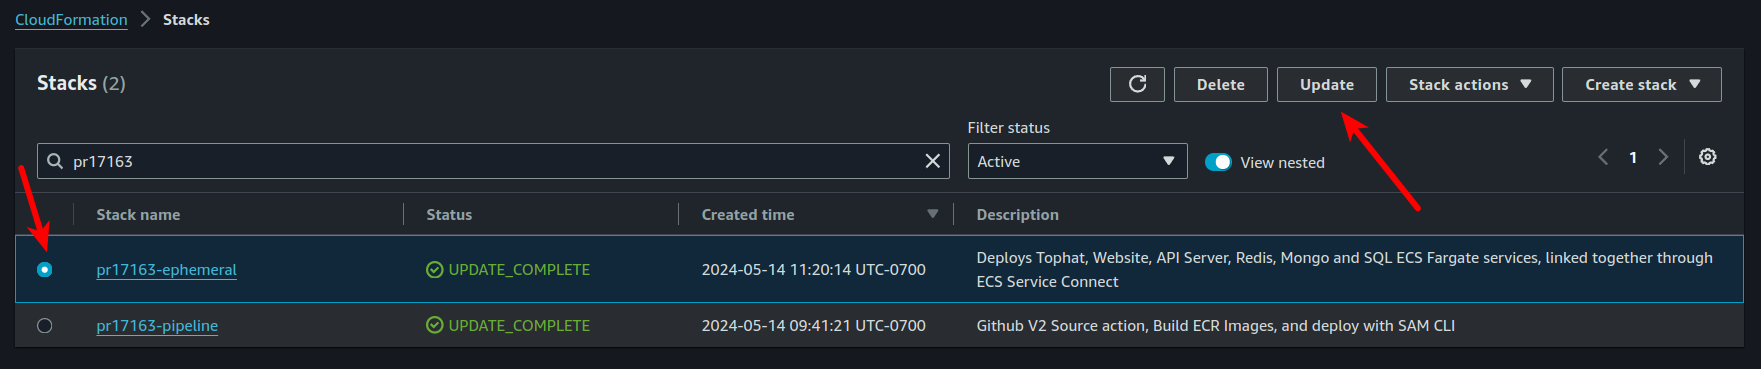 CloudFormation > Stacks
Stacks (2)
Delete
Update
Stack actions
Create stack
Filter status
pr17163
Active
View nested
1
Stack name
Status
Created time
Description
pr17163-ephemeral
UPDATE_COMPLETE
2024-05-14 11:20:14 UTC-0700
Deploys Tophat, Website, API Server, Redis, Mongo and SQL ECS Fargate services, linked together through
ECS Service Connect
pr17163-pipeline
UPDATE_COMPLETE
2024-05-14 09:41:21 UTC-0700
Github V2 Source action, Build ECR Images, and deploy with SAM CLI